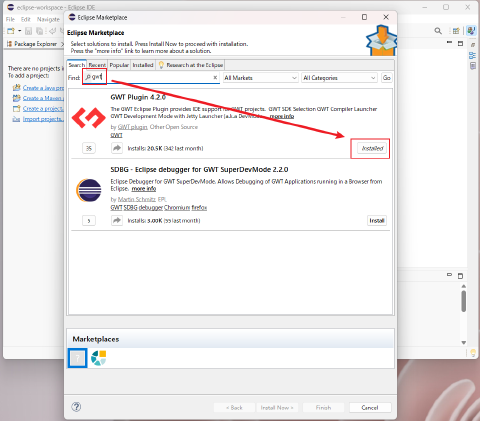 eclipse-workspace - Eclipse IDE
File Edit Navigate
Package Explorer
There are no projects in
To add a project:
Create a Java pro
Create a Maven
Create a project...
Import projects...
Eclipse Marketplace
Eclipse Marketplace
Select solutions to install. Press Install Now to proceed with installation.
Press the "more info" link to learn more about a solution.
Search Recent Popular Installed Research at the Eclipse
Find: gwt All Markets All Categories Go
GWT Plugin 4.2.0
The GWT Eclipse Plugin provides IDE support for GWT projects. GWT SDK Selection GWT Compiler Launcher
GWT Development Mode with Jetty Launcher (a.k.a more info
by GWT plugin, Other Open Source
GWT
35 Installs: 20.5K (342 last month) Installed
SDBG - Eclipse debugger for GWT SuperDevMode 2.2.0
Eclipse Debugger for GWT SuperDevMode. Allows Debugging of GWT Applications running in a Browser from
Eclipse. more info
by Martin Schnitz, EPL
GWT SDBG debugger Chromium firefox
5 Installs: 3.00K (55 last month) Install
Marketplaces
< Back Install Now > Finish Cancel